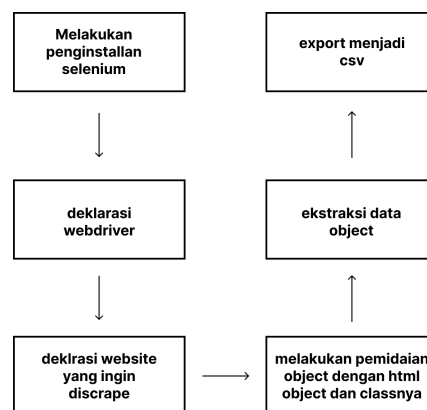 Melakukan
penginstallan
selenium
deklarasi
webdriver
deklrasi website
yang ingin
discrape
melakukan pemidaian
object dengan html
object dan classnya
ekstraksi data
object
export menjadi
csv